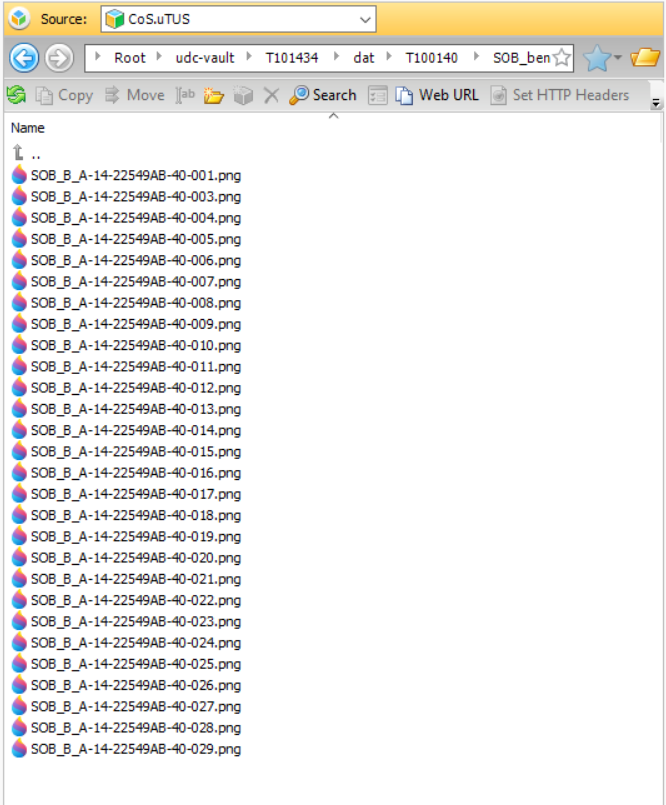 Source: CoS.uTUS
Root udc-vault T101434 dat T100140 SOB_ben
Copy Move ab Search Web URL Set HTTP Headers
Name
..
SOB_B_A-14-22549AB-40-001.png
SOB_B_A-14-22549AB-40-003.png
SOB_B_A-14-22549AB-40-004.png
SOB_B_A-14-22549AB-40-005.png
SOB_B_A-14-22549AB-40-006.png
SOB_B_A-14-22549AB-40-007.png
SOB_B_A-14-22549AB-40-008.png
SOB_B_A-14-22549AB-40-009.png
SOB_B_A-14-22549AB-40-010.png
SOB_B_A-14-22549AB-40-011.png
SOB_B_A-14-22549AB-40-012.png
SOB_B_A-14-22549AB-40-013.png
SOB_B_A-14-22549AB-40-014.png
SOB_B_A-14-22549AB-40-015.png
SOB_B_A-14-22549AB-40-016.png
SOB_B_A-14-22549AB-40-017.png
SOB_B_A-14-22549AB-40-018.png
SOB_B_A-14-22549AB-40-019.png
SOB_B_A-14-22549AB-40-020.png
SOB_B_A-14-22549AB-40-021.png
SOB_B_A-14-22549AB-40-022.png
SOB_B_A-14-22549AB-40-023.png
SOB_B_A-14-22549AB-40-024.png
SOB_B_A-14-22549AB-40-025.png
SOB_B_A-14-22549AB-40-026.png
SOB_B_A-14-22549AB-40-027.png
SOB_B_A-14-22549AB-40-028.png
SOB_B_A-14-22549AB-40-029.png